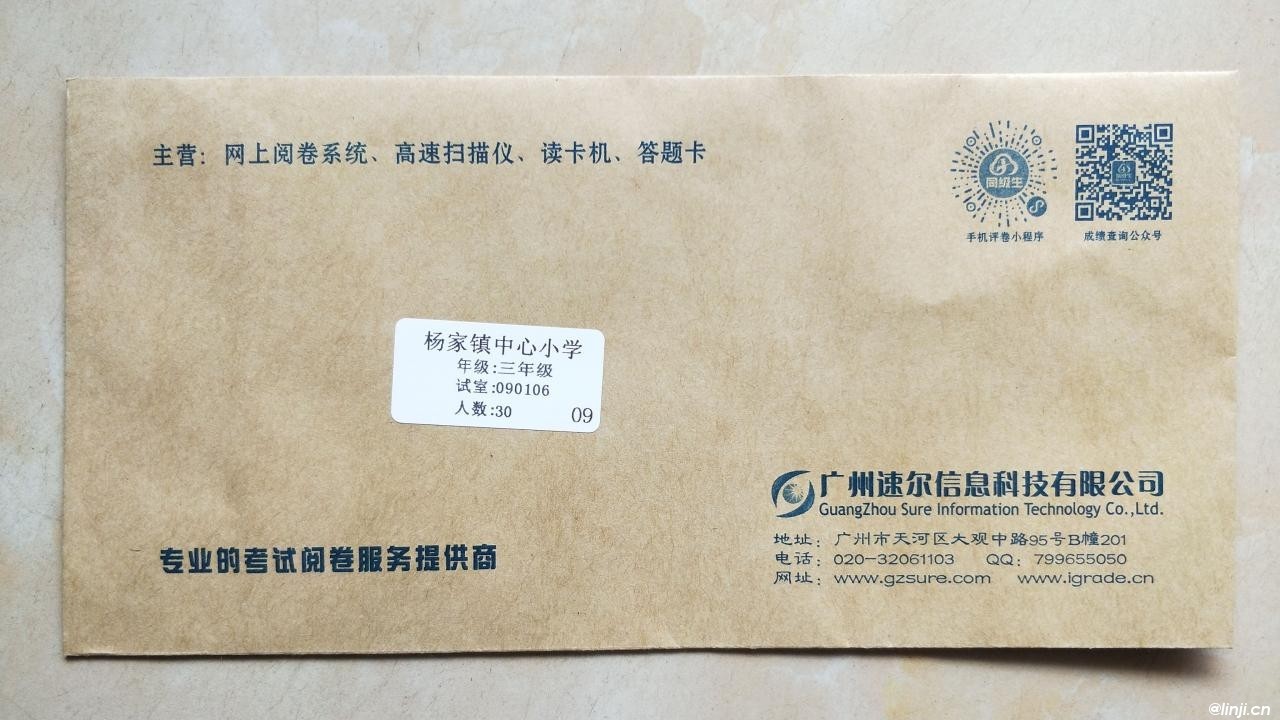 主营：网上阅卷系统、高速扫描仪、读卡机、答题卡
同级生
手机评卷小程序
成绩查询公众号
杨家镇中心小学
年级:三年级
试室:090106
人数:30
09
专业的考试阅卷服务提供商
广州速尔信息科技有限公司
GuangZhou Sure Information Technology Co.,Ltd.
地址：广州市天河区大观中路95号B幢201
电话：020-32061103 QQ：799655050
网址：www.gzsure.com www.igrade.cn
@linji.cn